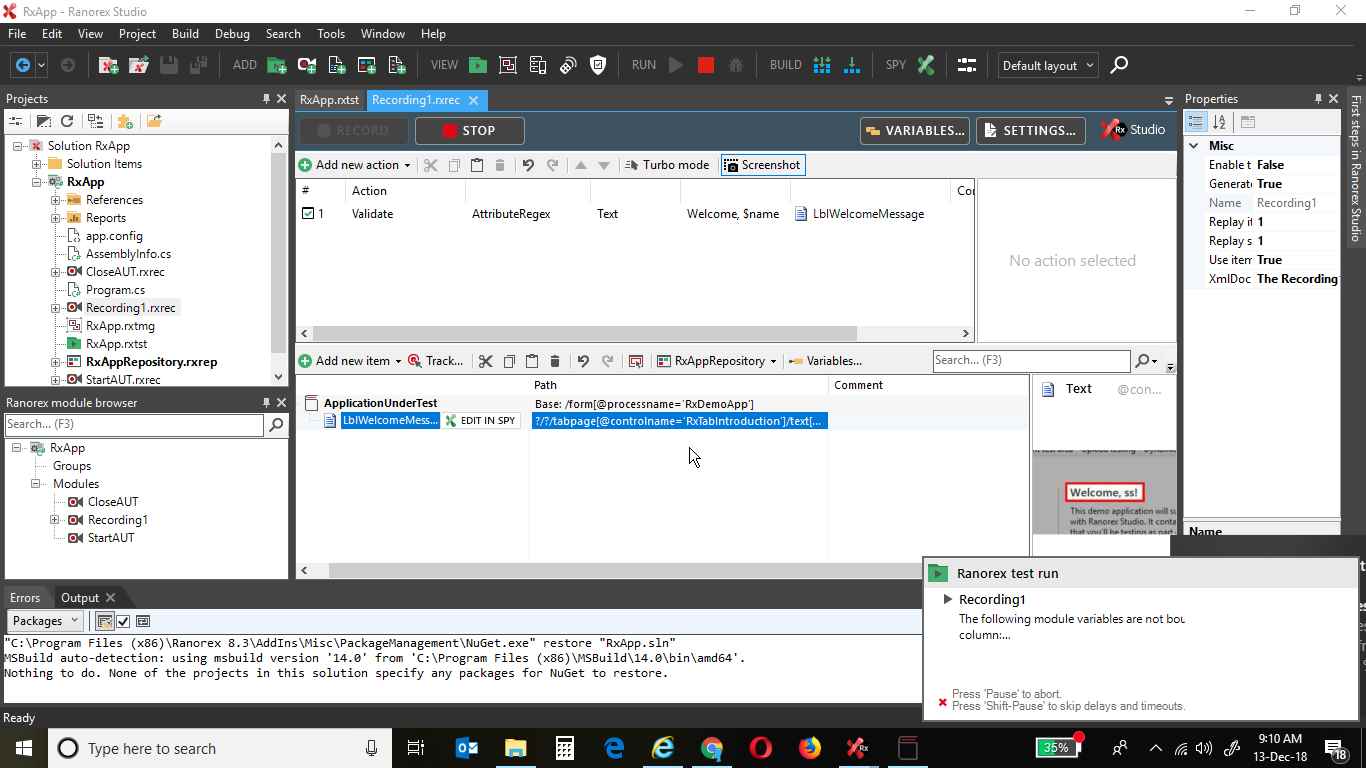 RxApp - Ranorex Studio
File Edit View Project Build Debug Search Tools Window Help
ADD VIEW RUN BUILD SPY Default layout
Projects
Solution RxApp
Solution Items
RxApp
References
Reports
app.config
AssemblyInfo.cs
CloseAUT.rxrec
Program.cs
Recording1.rxrec
RxApp.rxtmg
RxApp.rxtst
RxAppRepository.rxrep
StartAUT.rxrec
Ranorex module browser
Search... (F3)
RxApp
Groups
Modules
CloseAUT
Recording1
StartAUT
RxApp.rxtst Recording1.rxrec
RECORD STOP VARIABLES... SETTINGS... Rx Studio
Add new action Turbo mode Screenshot
# Action
1 Validate AttributeRegex Text Welcome, $name LblWelcomeMessage
No action selected
Add new item Track... RxAppRepository Variables... Search... (F3)
Path Comment
ApplicationUnderTest Base: /form[@processname='RxDemoApp']
LblWelcomeMess... EDIT IN SPY ?/?/tabpage[@controlname='RxTabIntroduction']/text[...
Text @con...
Welcome, ss!
This demo application will
with Ranorex Studio. It
that you'll be testing as part
Properties
Misc
Enable t False
Generate True
Name Recording1
Replay it 1
Replay s 1
Use item True
XmlDoc The Recording
Name
First steps in Ranorex Studio
Errors Output
Packages
"C:\Program Files (x86)\Ranorex 8.3\AddIns\Misc\PackageManagement\NuGet.exe" restore "RxApp.sln"
MSBuild auto-detection: using msbuild version '14.0' from 'C:\Program Files (x86)\MSBuild\14.0\bin\amd64'.
Nothing to do. None of the projects in this solution specify any packages for NuGet to restore.
Ready
Ranorex test run
Recording1
The following module variables are not bou
column:...
Press 'Pause' to abort.
Press 'Shift-Pause' to skip delays and timeouts.
Type here to search
35%
9:10 AM
13-Dec-18
18